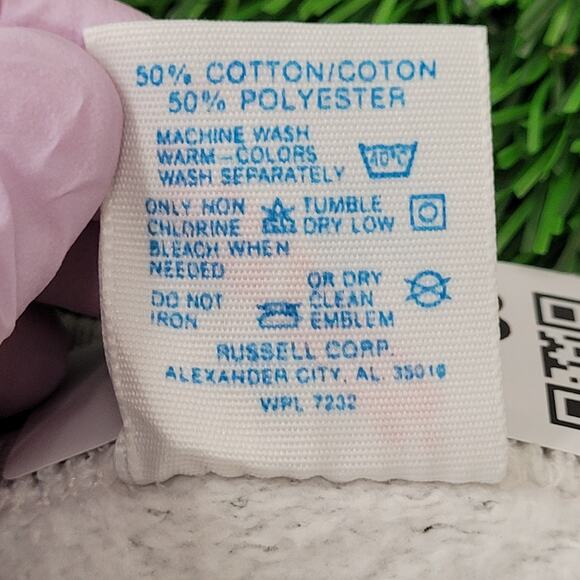 50% COTTON/COTON
50% POLYESTER
MACHINE WASH
WARM-COLORS
WASH SEPARATELY
40°C
ONLY NON
CHLORINE
BLEACH WHEN
NEEDED
TUMBLE
DRY LOW
DO NOT
IRON
OR DRY
CLEAN
EMBLEM
RUSSELL CORP.
ALEXANDER CITY, AL. 35010
WPL 7232